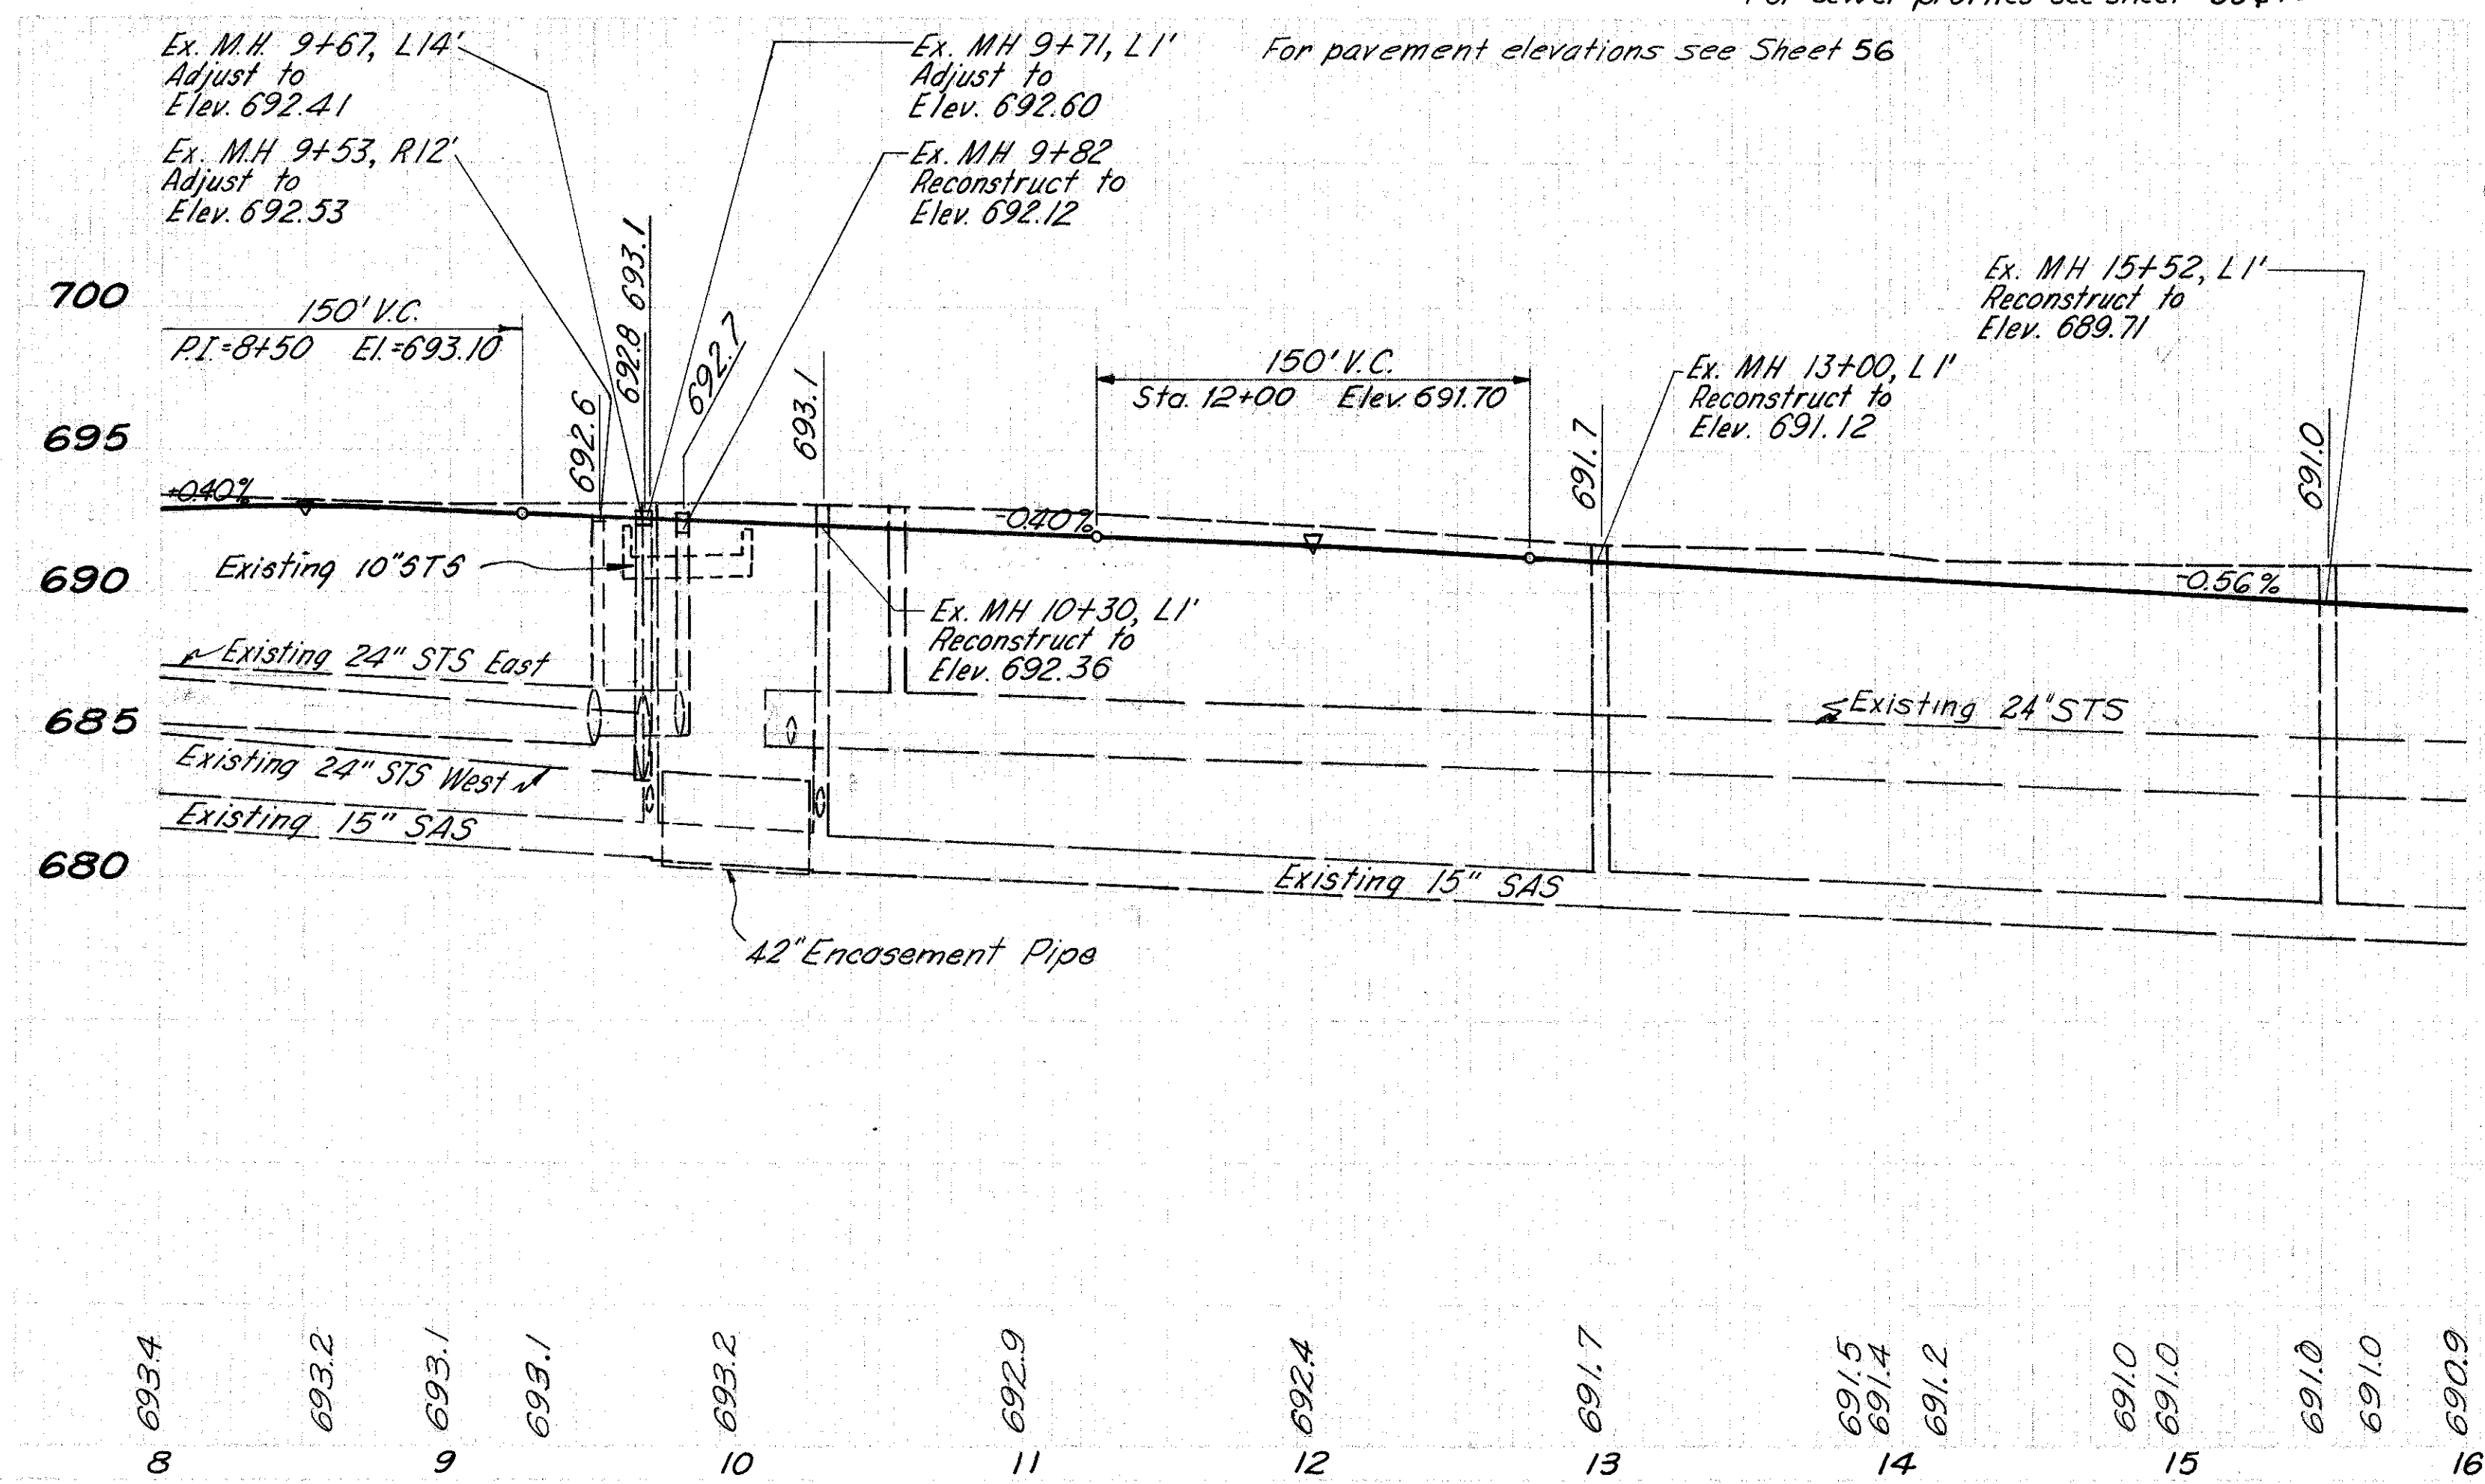 For sewer profiles see sheet
For pavement elevations see Sheet 56
Ex. M.H. 9+67, L14'
Adjust to
Elev. 692.41
Ex. M.H 9+53, R12'
Adjust to
Elev. 692.53
Ex. MH 9+71, L1'
Adjust to
Elev. 692.60
Ex. MH 9+82
Reconstruct to
Elev. 692.12
Ex. MH 15+52, L1'
Reconstruct to
Elev. 689.71
Ex. MH 13+00, L1'
Reconstruct to
Elev. 691.12
700
695
690
685
680
150' V.C.
P.I.=8+50 El.=693.10
692.6
692.8
693.1
692.7
693.1
150' V.C.
Sta. 12+00 Elev. 691.70
691.7
691.0
+0.40%
-0.40%
-0.56%
Existing 10" STS
Ex. MH 10+30, L1'
Reconstruct to
Elev. 692.36
Existing 24" STS East
Existing 24" STS
Existing 24" STS West
Existing 15" SAS
Existing 15" SAS
42" Encasement Pipe
693.4
693.2
693.1
693.1
693.2
692.9
692.4
691.7
691.5
691.4
691.2
691.0
691.0
691.0
691.0
690.9
8 9 10 11 12 13 14 15 16